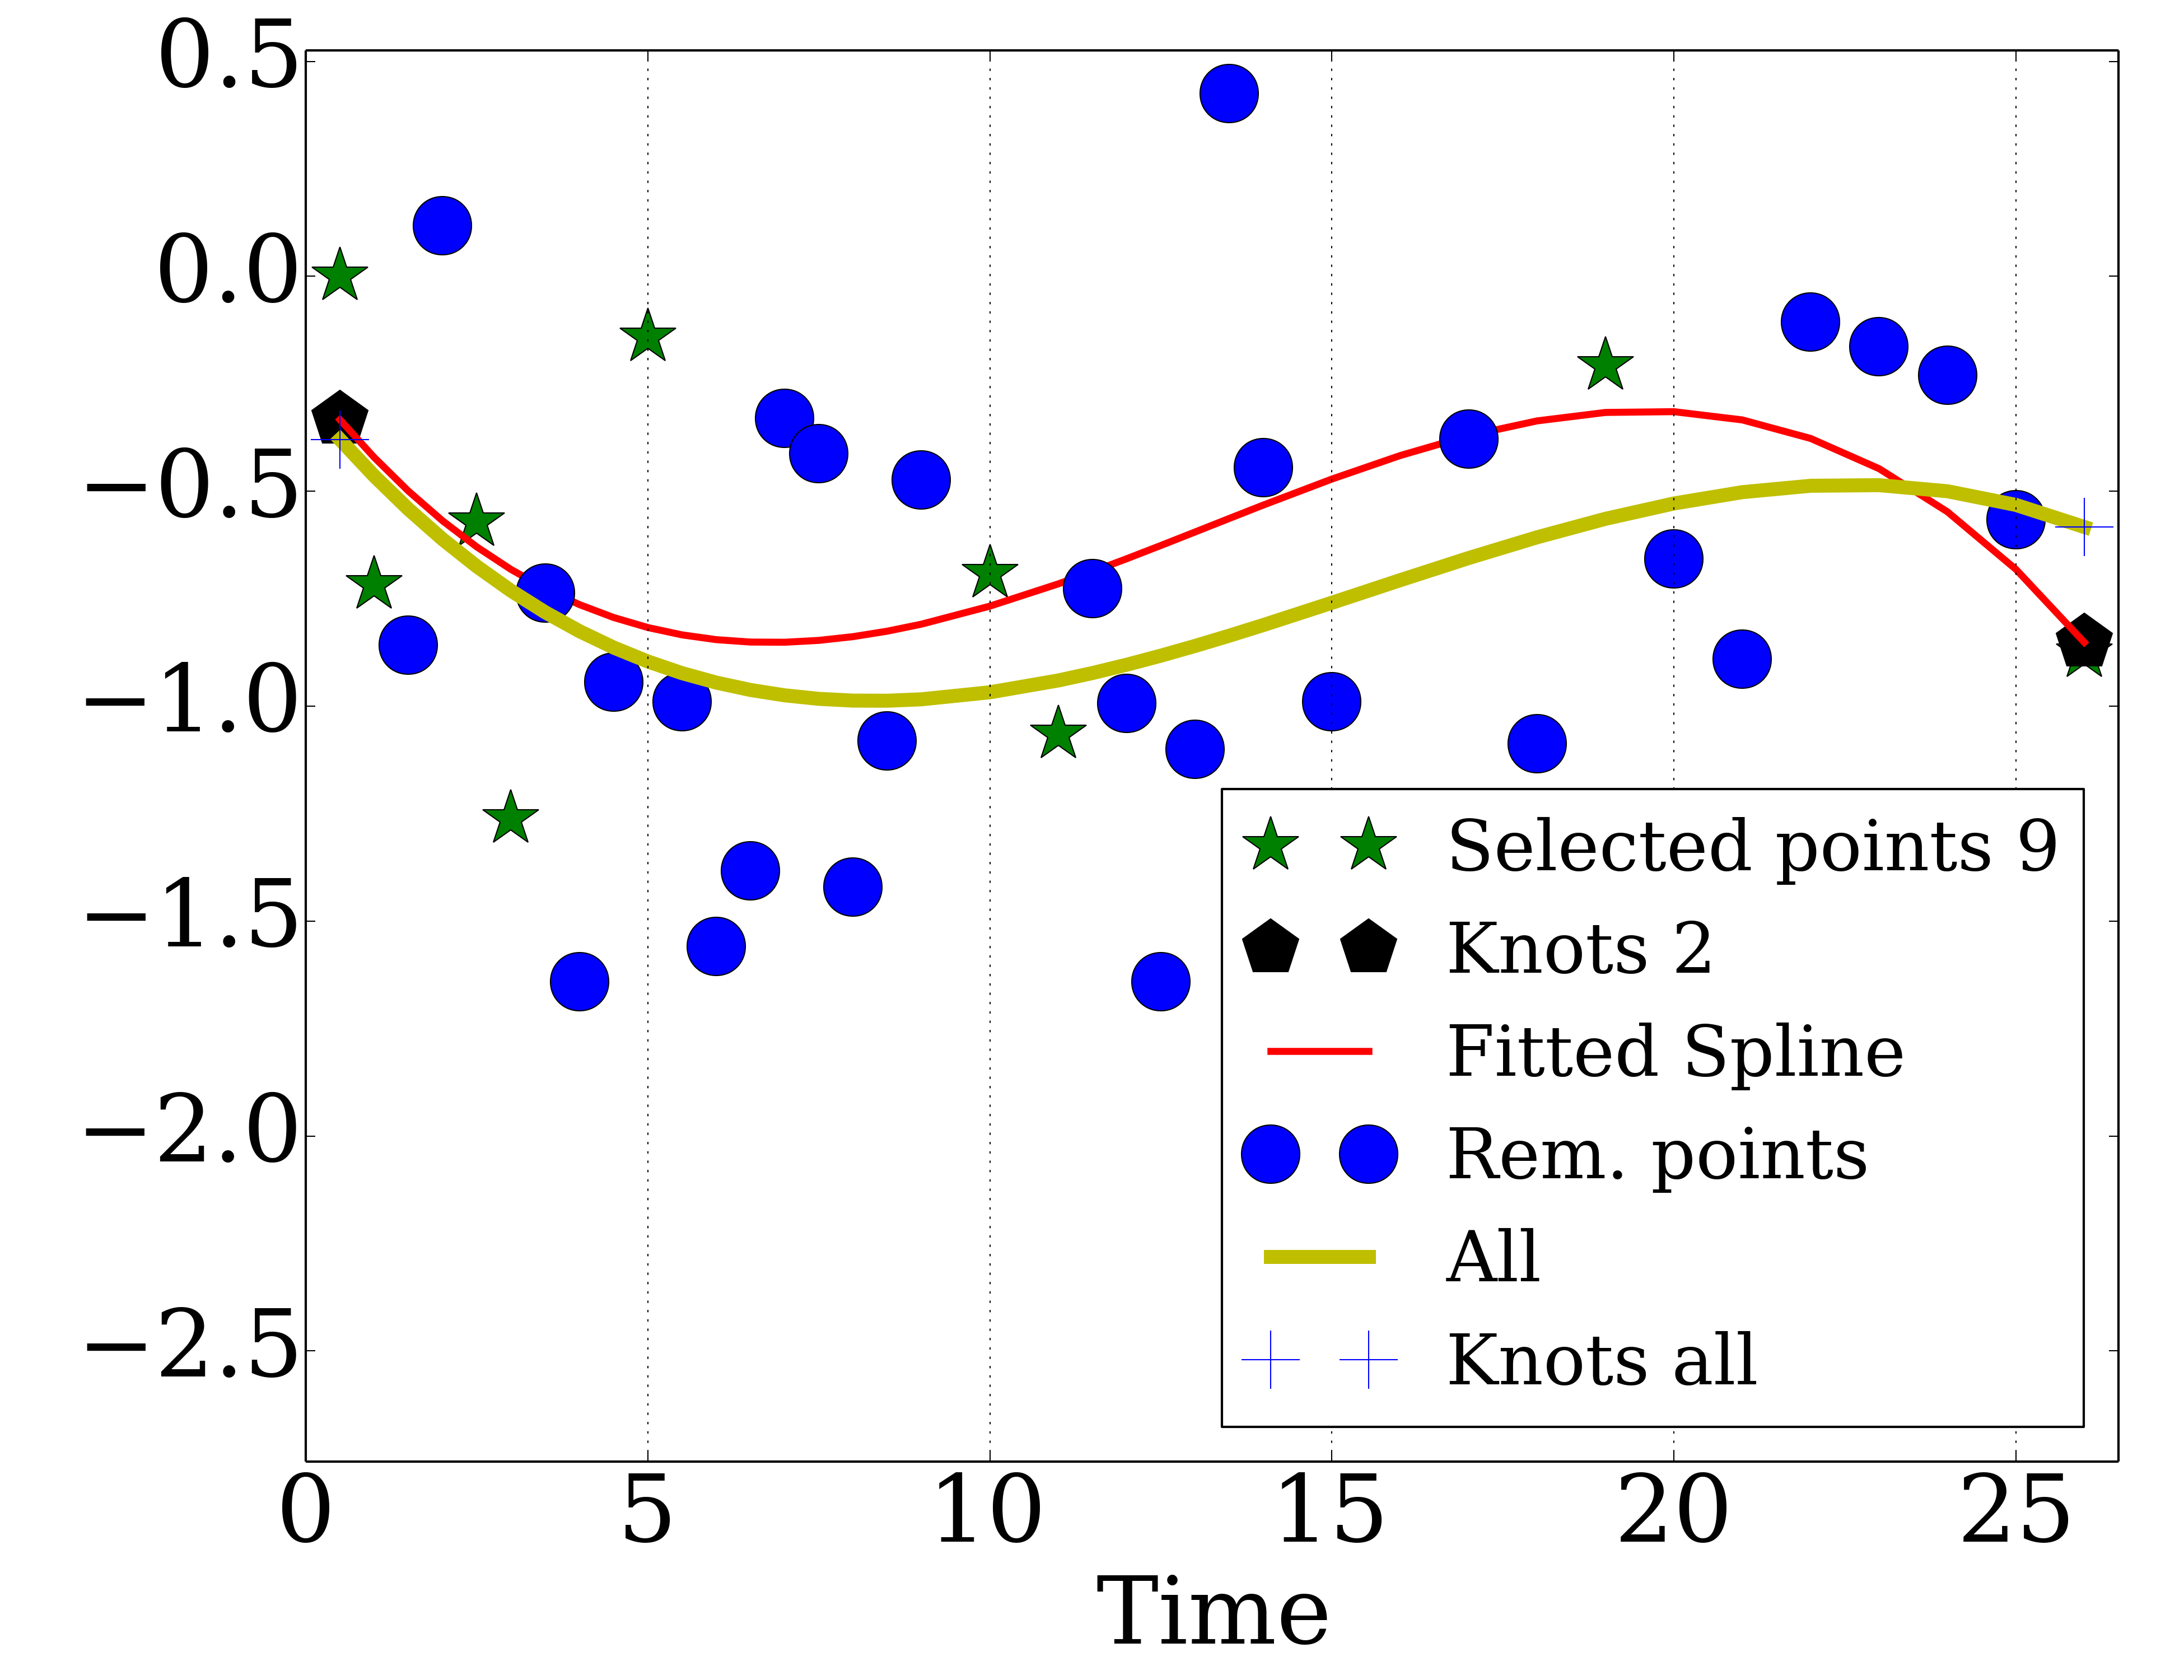 0.5
0.0
−0.5
−1.0
−1.5
−2.0
−2.5
Selected points 9
Knots 2
Fitted Spline
Rem. points
All
Knots all
0 5 10 15 20 25
Time